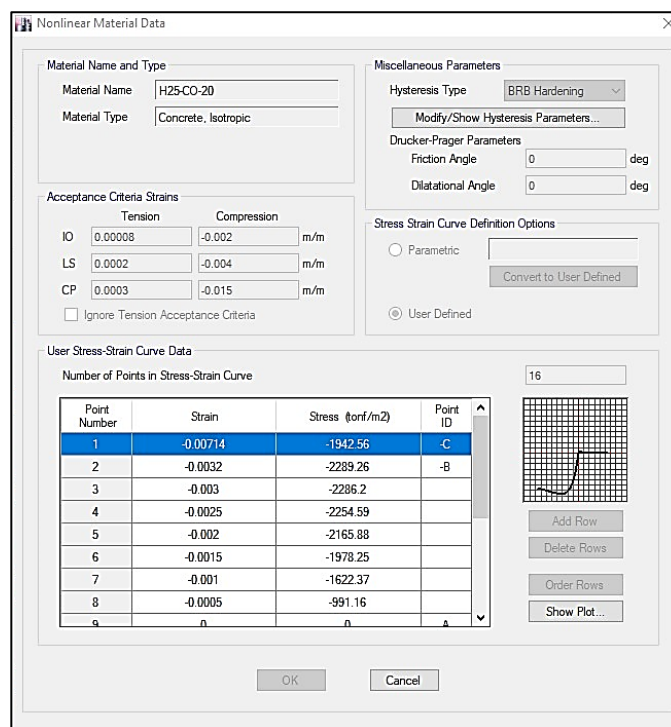 Nonlinear Material Data
Material Name and Type
Material Name H25-CO-20
Material Type Concrete, Isotropic
Miscellaneous Parameters
Hysteresis Type BRB Hardening
Modify/Show Hysteresis Parameters...
Drucker-Prager Parameters
Friction Angle 0 deg
Dilatational Angle 0 deg
Acceptance Criteria Strains
Tension Compression
IO 0.00008 -0.002 m/m
LS 0.0002 -0.004 m/m
CP 0.0003 -0.015 m/m
Ignore Tension Acceptance Criteria
Stress Strain Curve Definition Options
Parametric
Convert to User Defined
User Defined
User Stress-Strain Curve Data
Number of Points in Stress-Strain Curve 16
Point Number Strain Stress (tonf/m2) Point ID
1 -0.00714 -1942.56 -C
2 -0.0032 -2289.26 -B
3 -0.003 -2286.2
4 -0.0025 -2254.59
5 -0.002 -2165.88
6 -0.0015 -1978.25
7 -0.001 -1622.37
8 -0.0005 -991.16
9 0 0 A
Add Row
Delete Rows
Order Rows
Show Plot...
OK Cancel